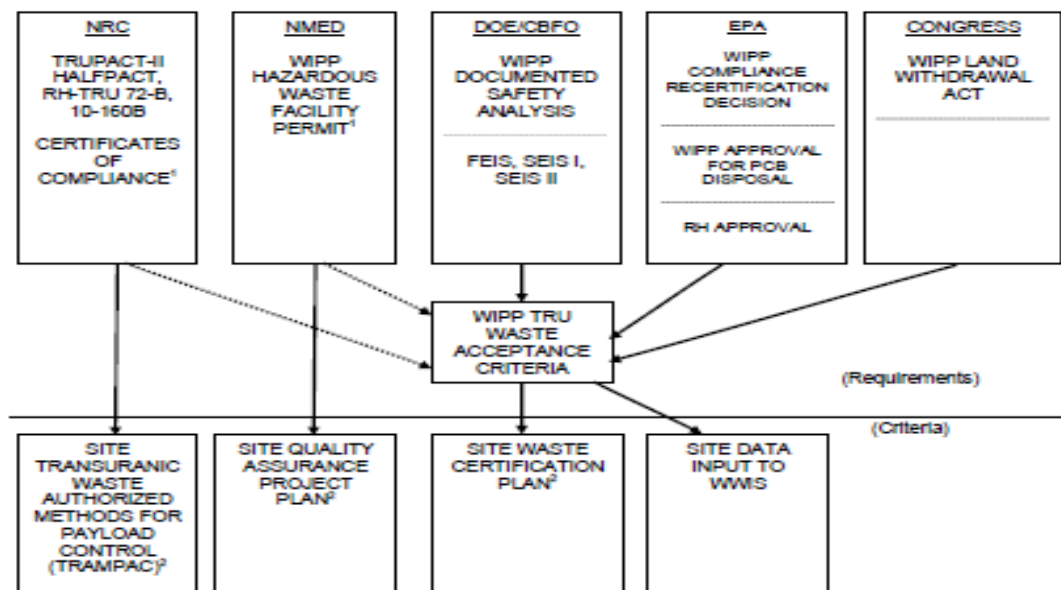 NRC
TRUPACT-II
HALFPACT,
RH-TRU 72-B,
10-160B
CERTIFICATES
OF
COMPLIANCE¹
NMED
WIPP
HAZARDOUS
WASTE
FACILITY
PERMIT¹
DOE/CBFO
WIPP
DOCUMENTED
SAFETY
ANALYSIS
FEIS, SEIS I,
SEIS II
EPA
WIPP
COMPLIANCE
RECERTIFICATION
DECISION
WIPP APPROVAL
FOR PCB
DISPOSAL
RH APPROVAL
CONGRESS
WIPP LAND
WITHDRAWAL
ACT
WIPP TRU
WASTE
ACCEPTANCE
CRITERIA
(Requirements)
(Criteria)
SITE
TRANSURANIC
WASTE
AUTHORIZED
METHODS FOR
PAYLOAD
CONTROL
(TRAMPAC)²
SITE QUALITY
ASSURANCE
PROJECT
PLAN²
SITE WASTE
CERTIFICATION
PLAN²
SITE DATA
INPUT TO
WWIS